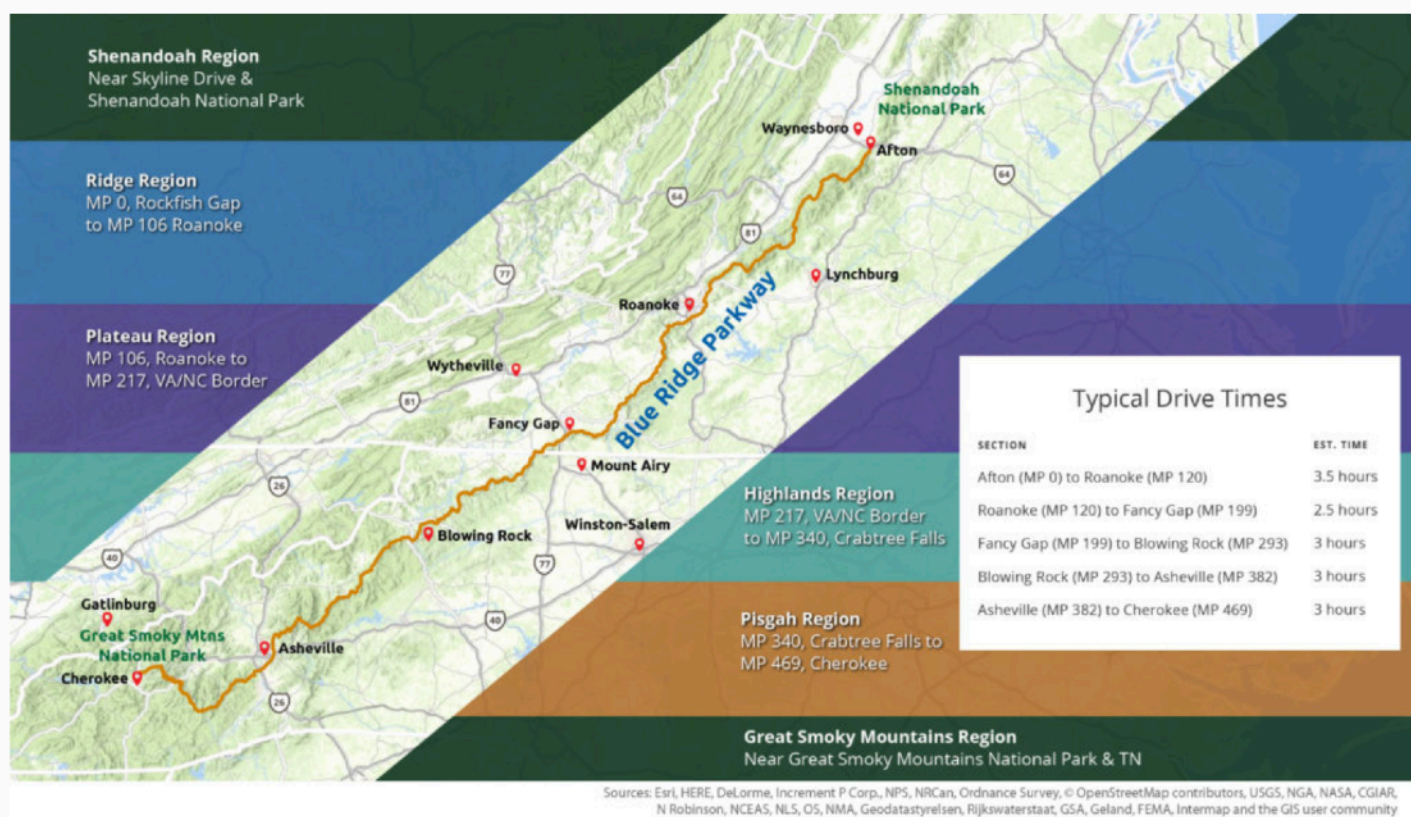 Shenandoah Region
Near Skyline Drive &
Shenandoah National Park
Ridge Region
MP 0, Rockfish Gap
to MP 106 Roanoke
Plateau Region
MP 106, Roanoke to
MP 217, VA/NC Border
Shenandoah
National Park
Waynesboro
Afton
64
64
81
77
Lynchburg
Roanoke
Blue Ridge Parkway
Wytheville
81
Fancy Gap
Mount Airy
26
Winston-Salem
Blowing Rock
40
77
Gatlinburg
Great Smoky Mtns
National Park
40
Asheville
Cherokee
26
Highlands Region
MP 217, VA/NC Border
to MP 340, Crabtree Falls
Pisgah Region
MP 340, Crabtree Falls to
MP 469, Cherokee
Great Smoky Mountains Region
Near Great Smoky Mountains National Park & TN
Typical Drive Times
SECTION EST. TIME
Afton (MP 0) to Roanoke (MP 120) 3.5 hours
Roanoke (MP 120) to Fancy Gap (MP 199) 2.5 hours
Fancy Gap (MP 199) to Blowing Rock (MP 293) 3 hours
Blowing Rock (MP 293) to Asheville (MP 382) 3 hours
Asheville (MP 382) to Cherokee (MP 469) 3 hours
Sources: Esri, HERE, DeLorme, Increment P Corp., NPS, NRCan, Ordnance Survey, © OpenStreetMap contributors, USGS, NGA, NASA, CGIAR,
N Robinson, NCEAS, NLS, OS, NMA, Geodatastyrelsen, Rijkswaterstaat, GSA, Geland, FEMA, Intermap and the GIS user community